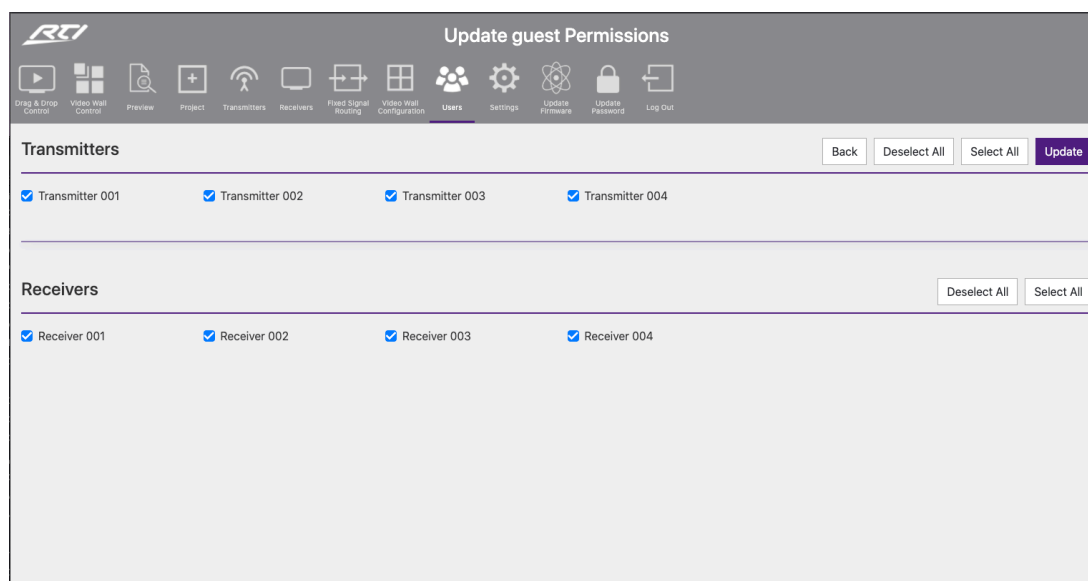 RTI
Update guest Permissions
Drag & Drop
Control
Video Wall
Control
Preview
Project
Transmitters
Receivers
Fixed Signal
Routing
Video Wall
Configuration
Users
Settings
Update
Firmware
Update
Password
Log Out
Transmitters
Back
Deselect All
Select All
Update
Transmitter 001
Transmitter 002
Transmitter 003
Transmitter 004
Receivers
Deselect All
Select All
Receiver 001
Receiver 002
Receiver 003
Receiver 004